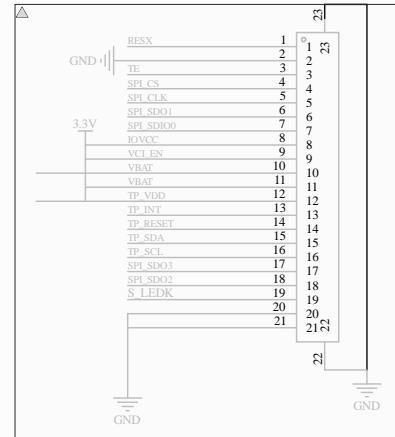 23
RESX 1 1 23
GND 2 2
TE 3 3
SPI_CS 4 4
SPI_CLK 5 5
SPI_SDO1 6 6
3.3V SPI_SDIO0 7 7
IOVCC 8 8
VCI_EN 9 9
VBAT 10 10
VBAT 11 11
TP_VDD 12 12
TP_INT 13 13
TP_RESET 14 14
TP_SDA 15 15
TP_SCL 16 16
SPI_SDO3 17 17
SPI_SDO2 18 18
S_LEDK 19 19
20 20
21 21 22
22
GND GND